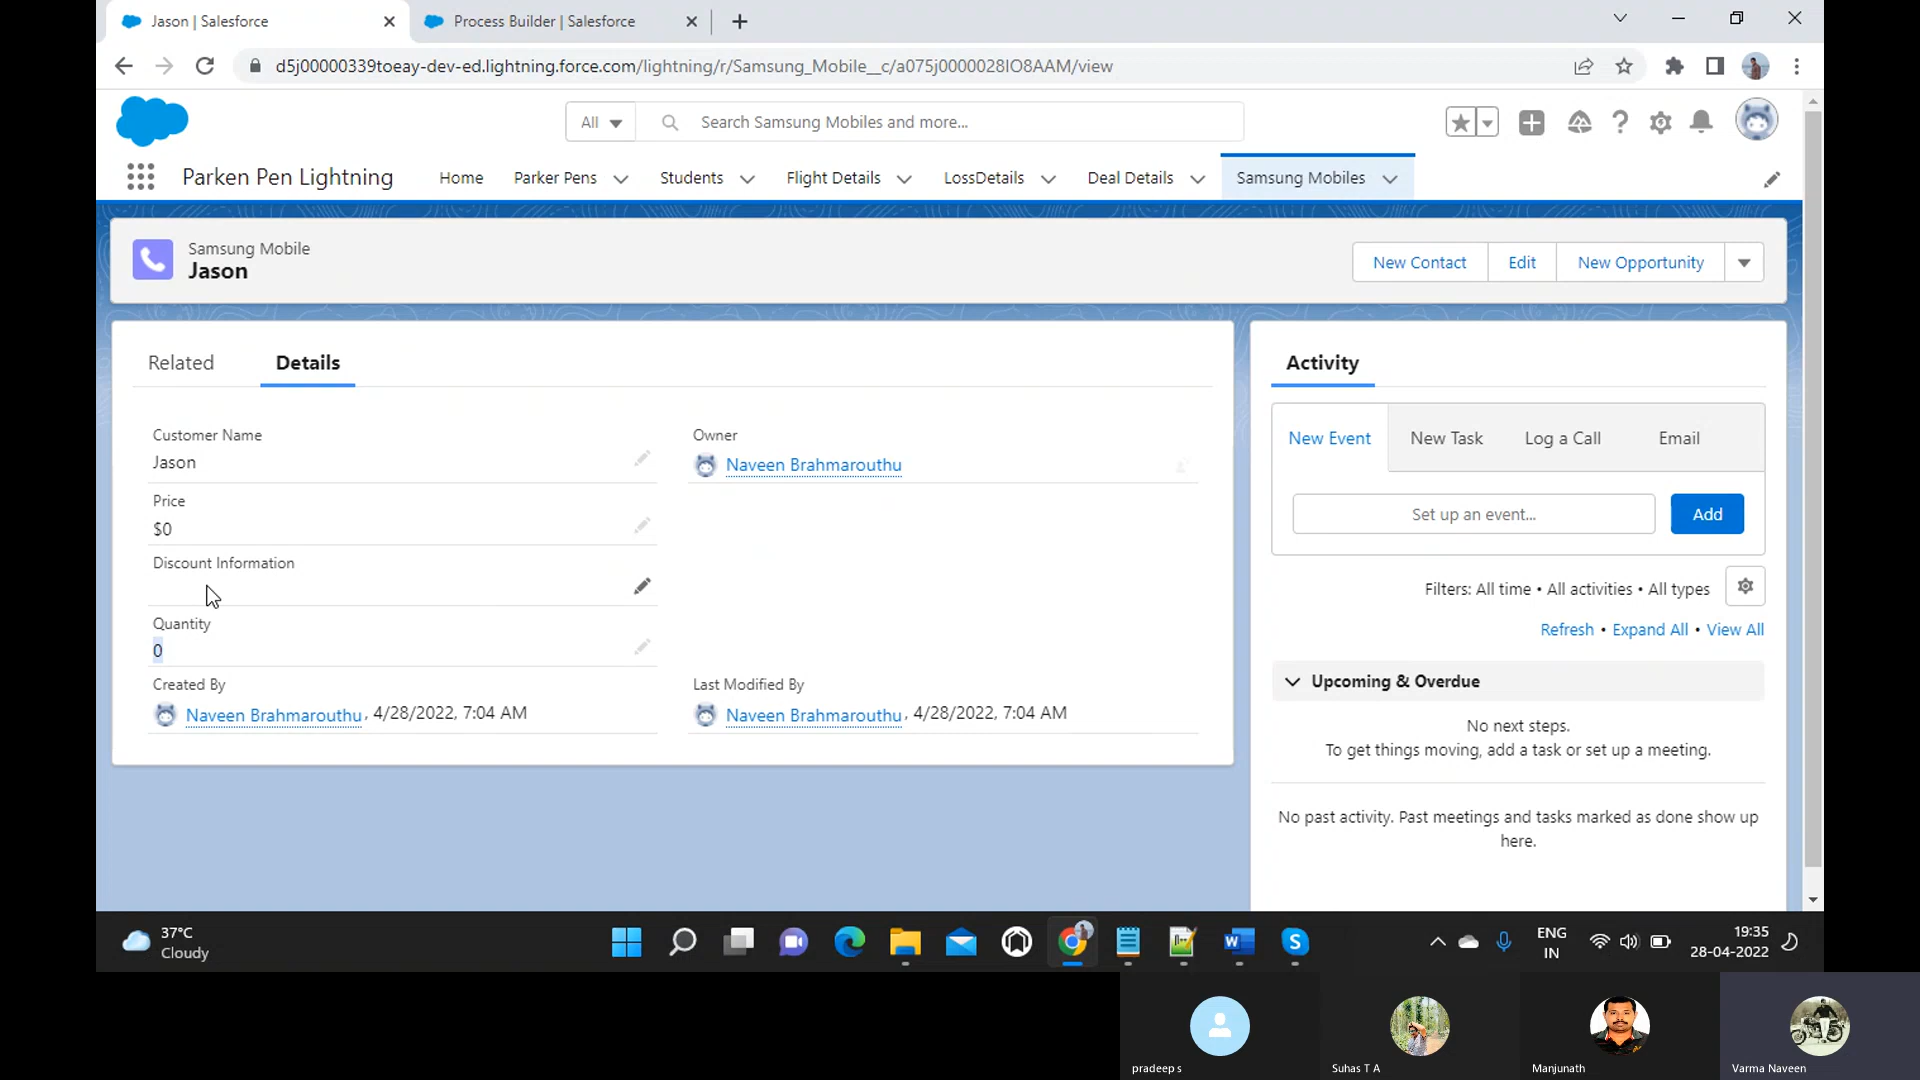 Jason | Salesforce
Process Builder | Salesforce
d5j00000339toeay-dev-ed.lightning.force.com/lightning/r/Samsung_Mobile__c/a075j0000028IO8AAM/view
All
Search Samsung Mobiles and more...
Parken Pen Lightning
Home
Parker Pens
Students
Flight Details
LossDetails
Deal Details
Samsung Mobiles
Samsung Mobile
Jason
New Contact
Edit
New Opportunity
Related
Details
Customer Name
Jason
Owner
Naveen Brahmarouthu
Price
$0
Discount Information
Quantity
0
Created By
Naveen Brahmarouthu, 4/28/2022, 7:04 AM
Last Modified By
Naveen Brahmarouthu, 4/28/2022, 7:04 AM
Activity
New Event
New Task
Log a Call
Email
Set up an event...
Add
Filters: All time • All activities • All types
Refresh • Expand All • View All
Upcoming & Overdue
No next steps.
To get things moving, add a task or set up a meeting.
No past activity. Past meetings and tasks marked as done show up
here.
37°C
Cloudy
ENG
IN
19:35
28-04-2022
pradeep s
Suhas T A
Manjunath
Varma Naveen